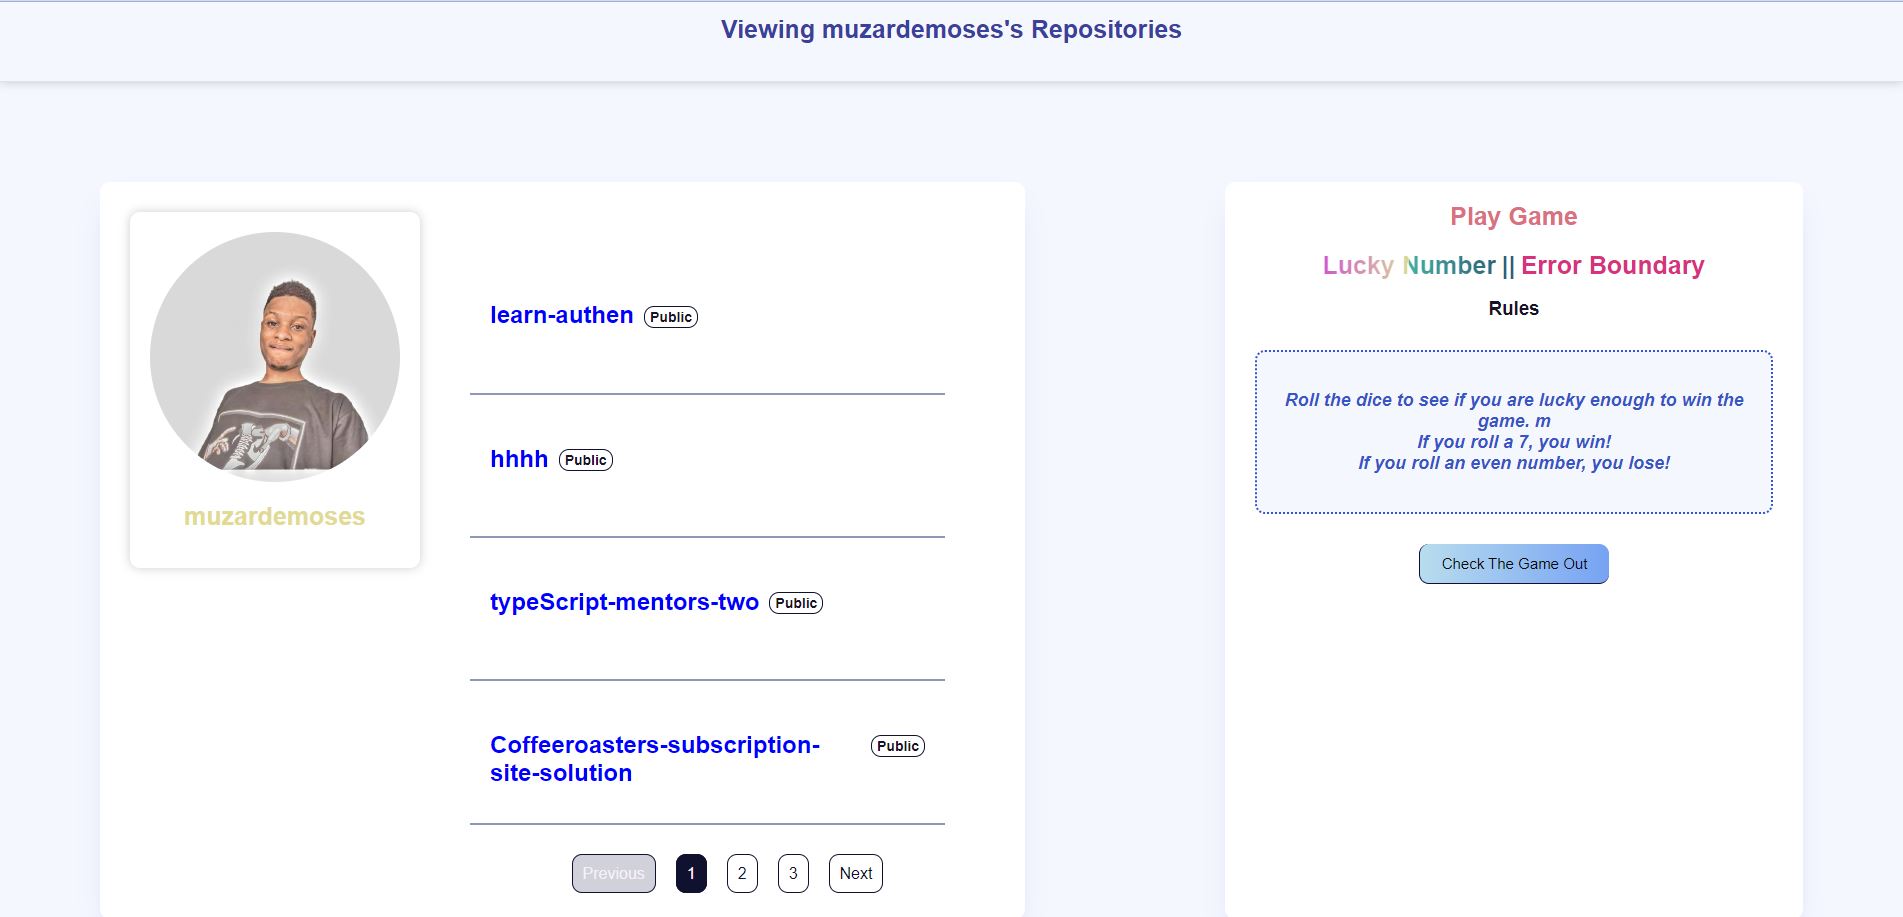 Viewing muzardemoses's Repositories
muzardemoses
learn-authen Public
hhhh Public
typeScript-mentors-two Public
Coffeeroasters-subscription- Public
site-solution
Previous 1 2 3 Next
Play Game
Lucky Number || Error Boundary
Rules
Roll the dice to see if you are lucky enough to win the
game. m
If you roll a 7, you win!
If you roll an even number, you lose!
Check The Game Out